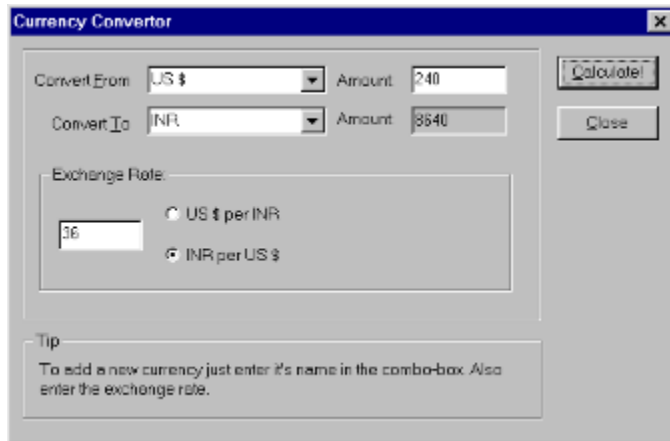 Currency Convertor
Convert From US $ Amount 240 Calculate!
Convert To INR Amount 8640 Close
Exchange Rate:
36
US $ per INR
INR per US $
Tip
To add a new currency just enter it's name in the combo-box. Also
enter the exchange rate.